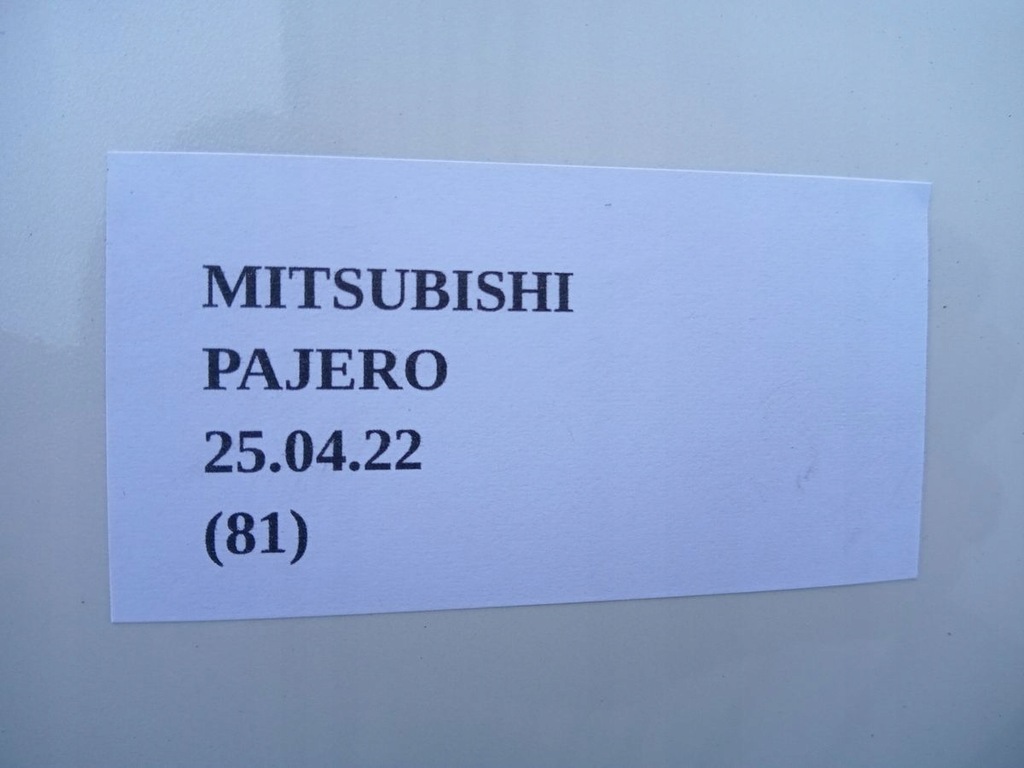 MITSUBISHI
PAJERO
25.04.22
(81)